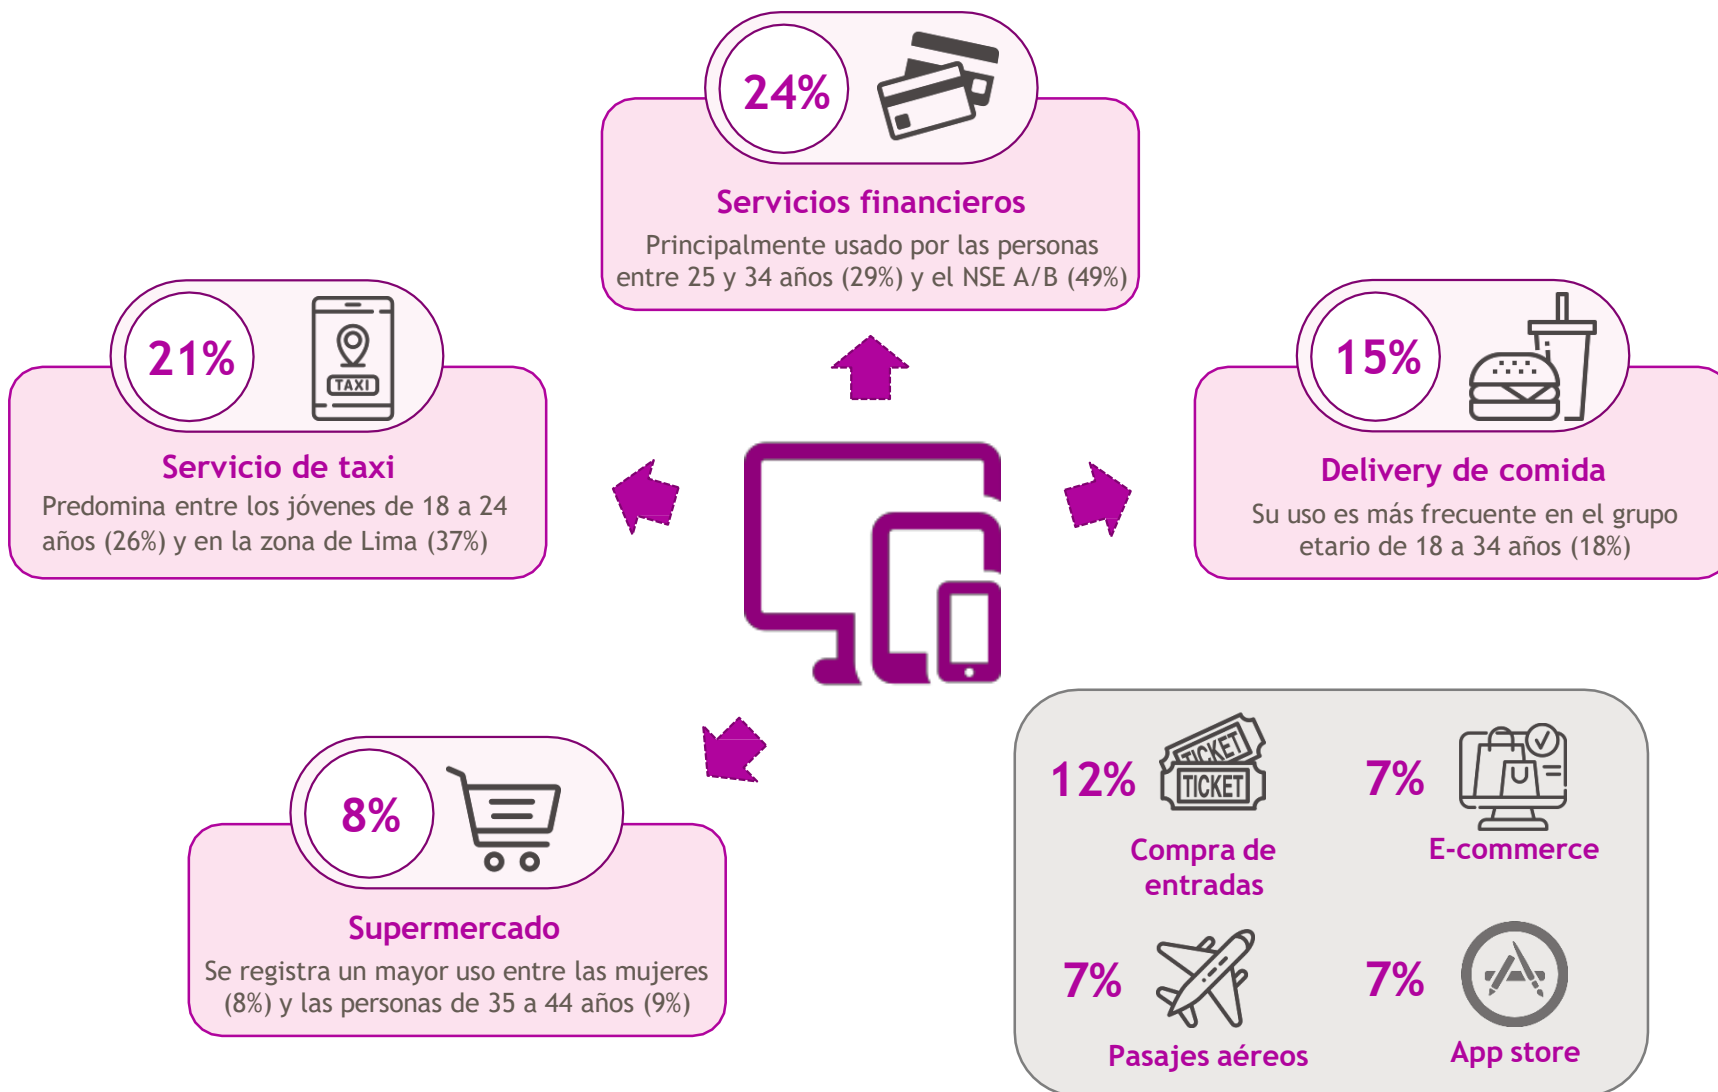 24%
Servicios financieros
Principalmente usado por las personas
entre 25 y 34 años (29%) y el NSE A/B (49%)
21%
TAXI
Servicio de taxi
Predomina entre los jóvenes de 18 a 24
años (26%) y en la zona de Lima (37%)
15%
Delivery de comida
Su uso es más frecuente en el grupo
etario de 18 a 34 años (18%)
8%
Supermercado
Se registra un mayor uso entre las mujeres
(8%) y las personas de 35 a 44 años (9%)
12%
TICKET
TICKET
Compra de
entradas
7%
E-commerce
7%
Pasajes aéreos
7%
App store